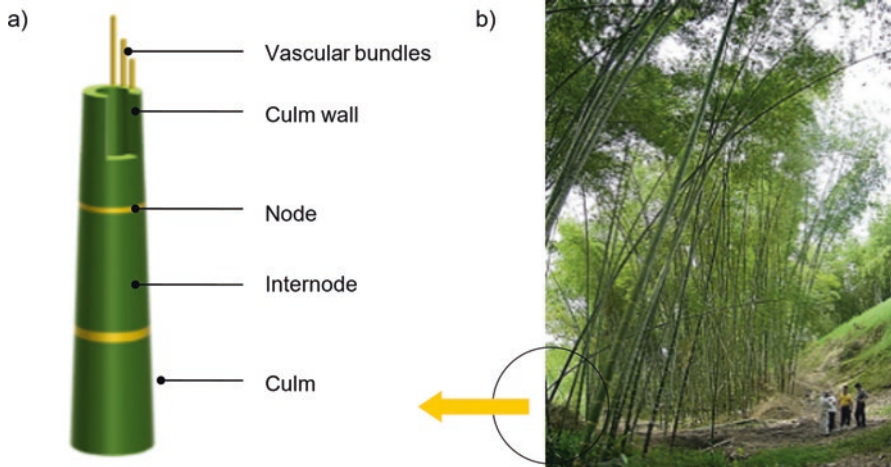 a)
Vascular bundles
Culm wall
Node
Internode
Culm
b)